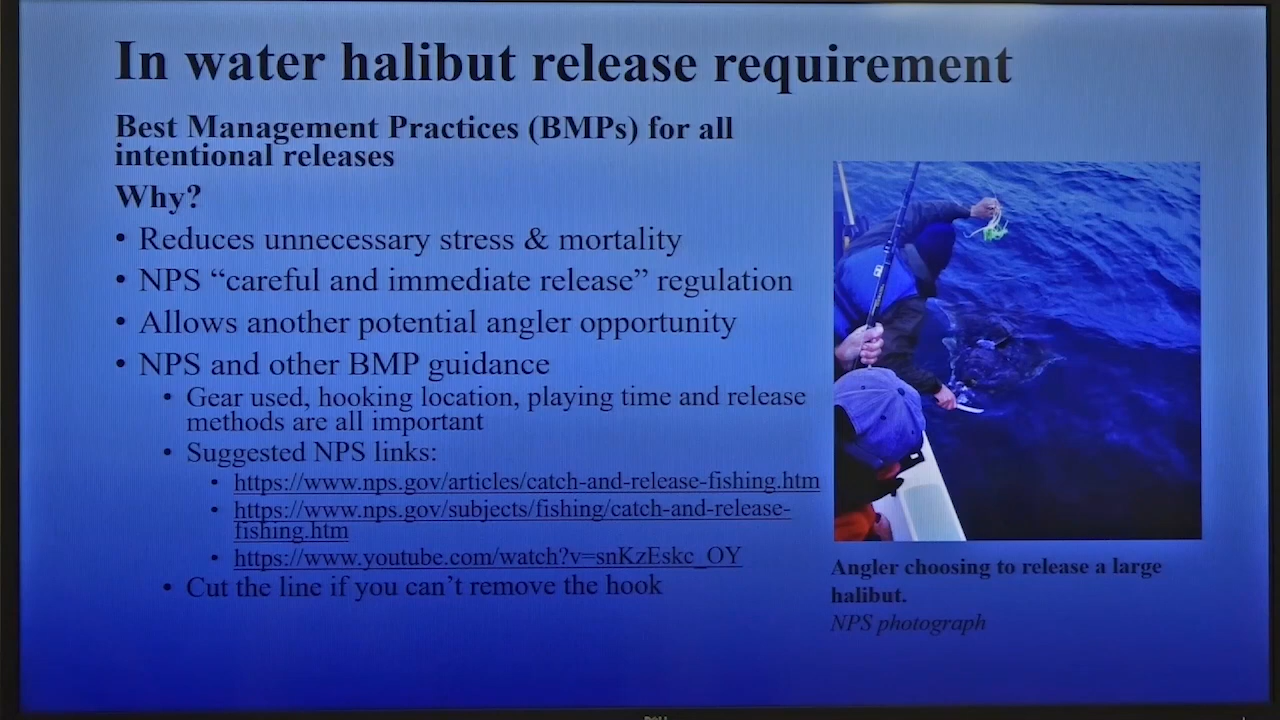 In water halibut release requirement
Best Management Practices (BMPs) for all
intentional releases
Why?
• Reduces unnecessary stress & mortality
• NPS “careful and immediate release” regulation
• Allows another potential angler opportunity
• NPS and other BMP guidance
• Gear used, hooking location, playing time and release
methods are all important
• Suggested NPS links:
• https://www.nps.gov/articles/catch-and-release-fishing.htm
• https://www.nps.gov/subjects/fishing/catch-and-release-
fishing.htm
• https://www.youtube.com/watch?v=snKzEskc_OY
• Cut the line if you can’t remove the hook
Angler choosing to release a large
halibut.
NPS photograph
DELL